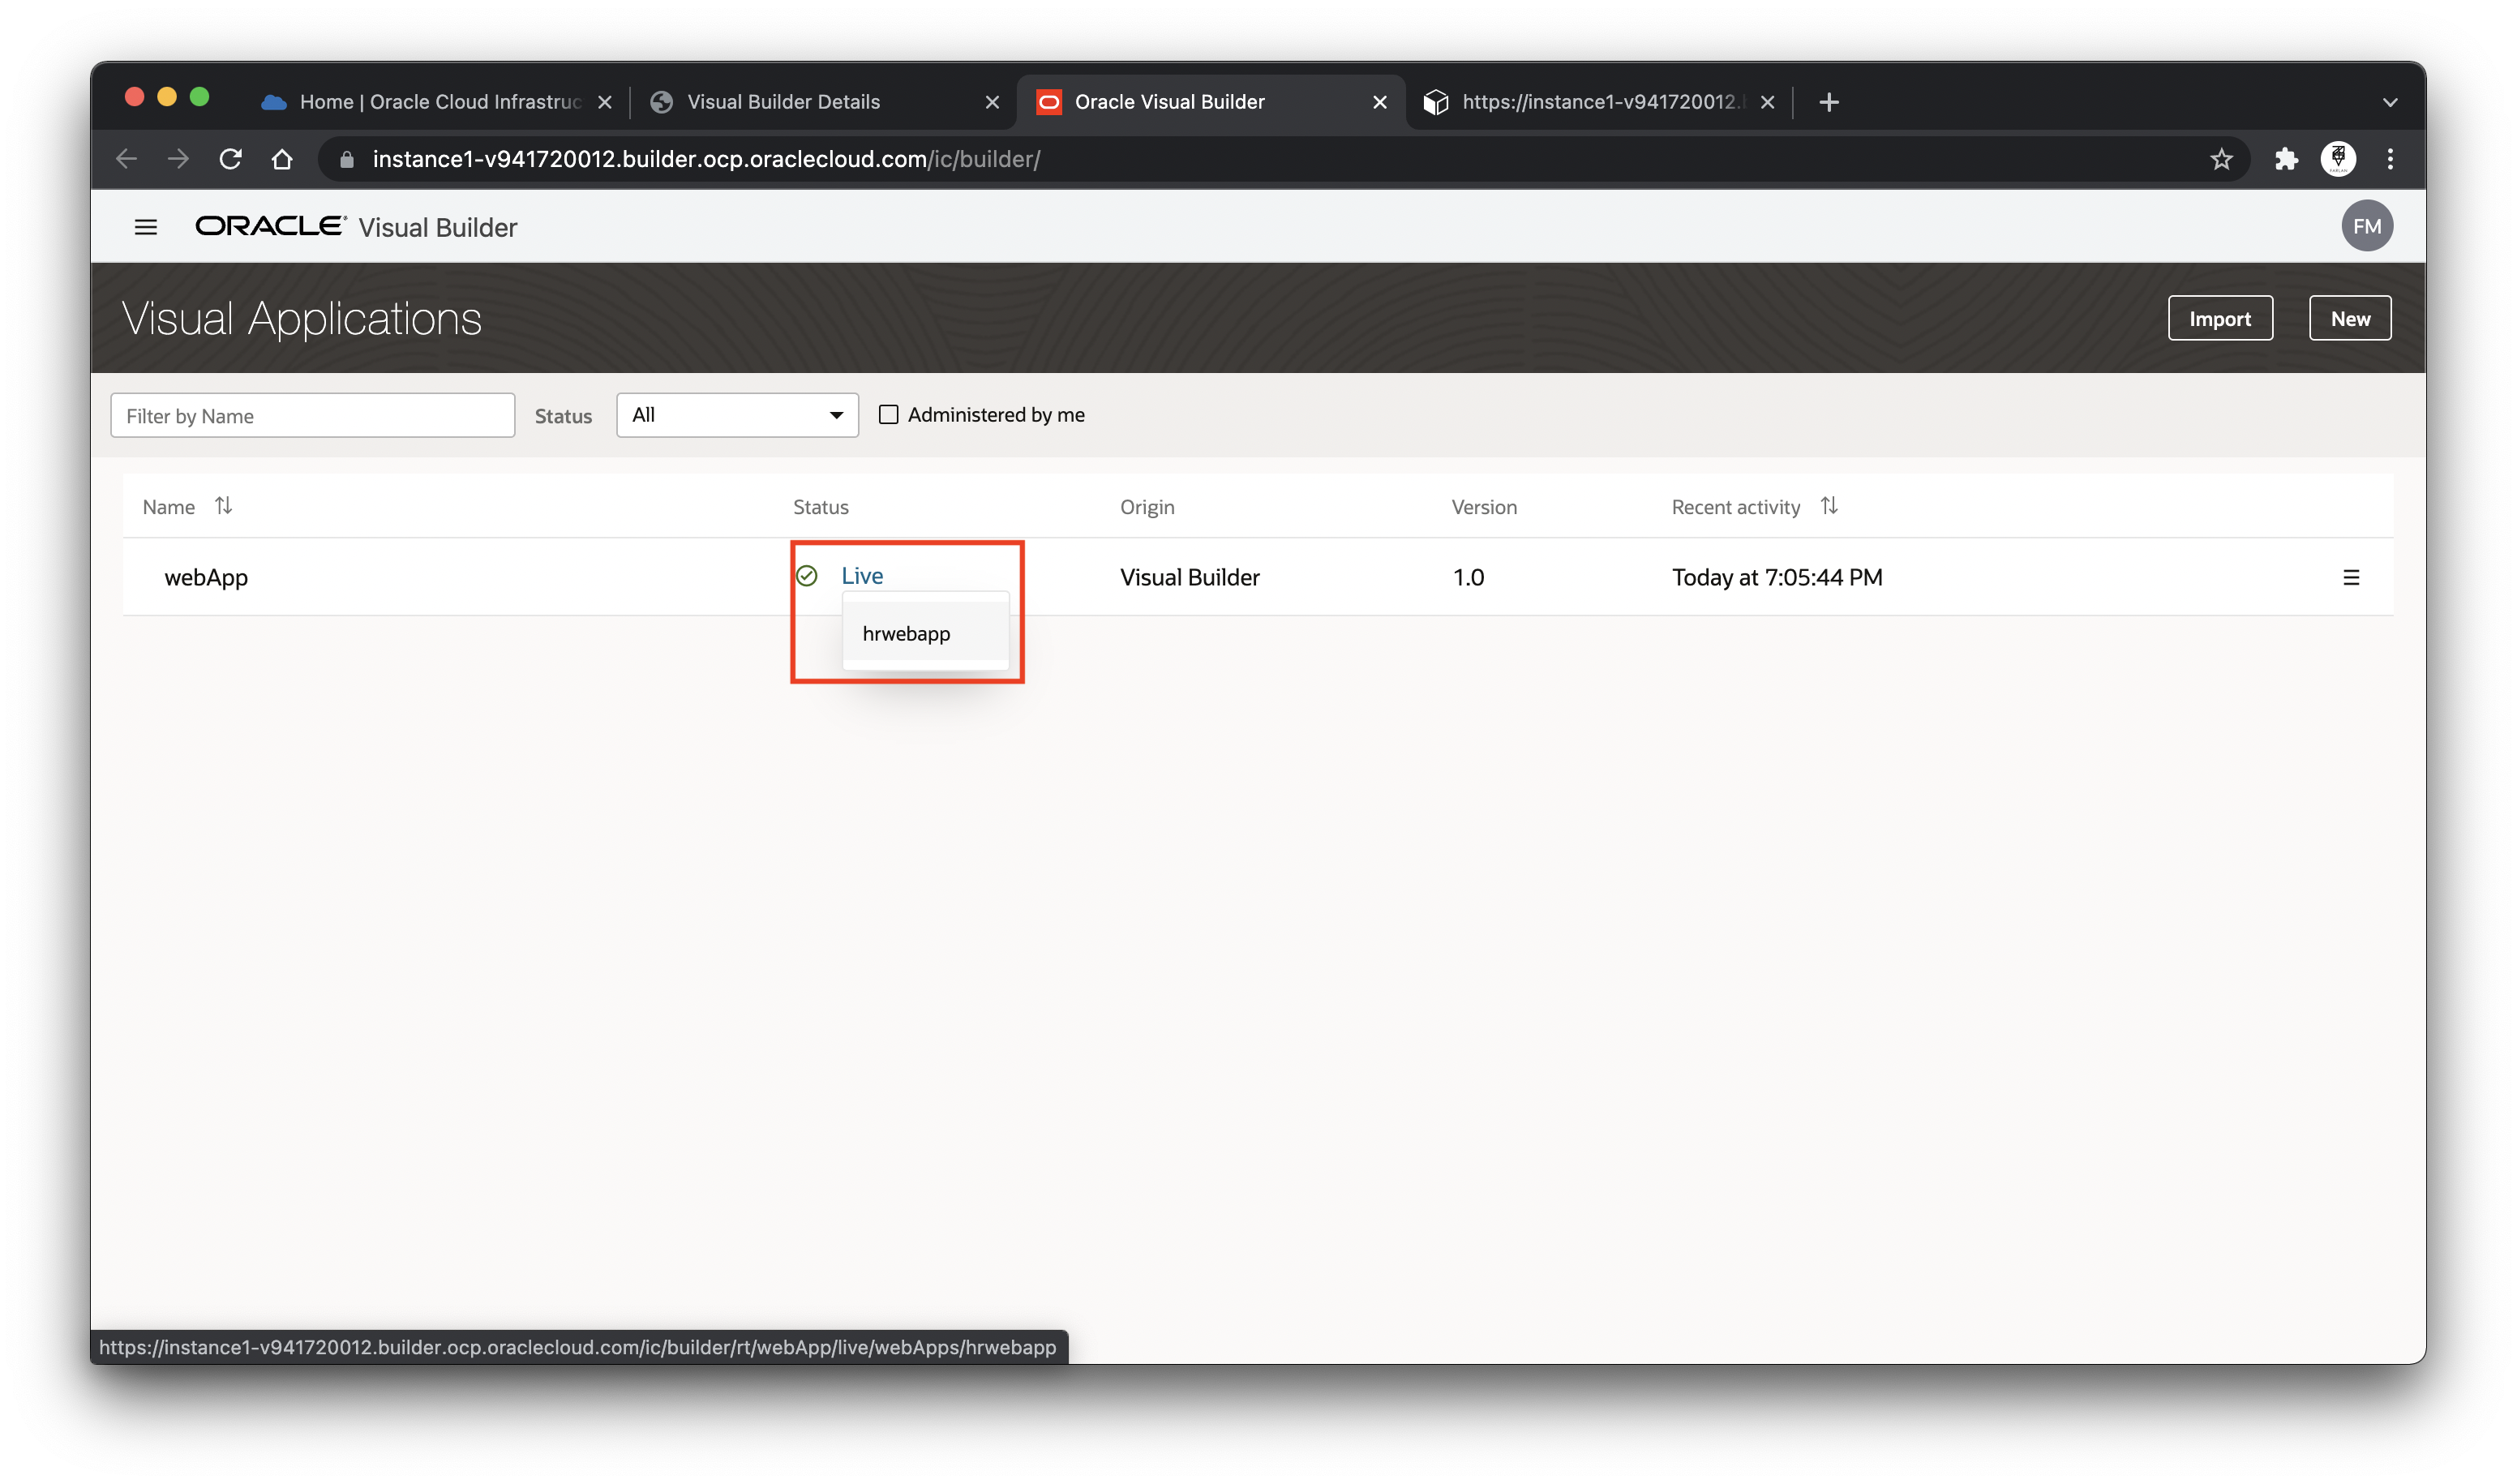 Home | Oracle Cloud Infrastruc
Visual Builder Details
Oracle Visual Builder
https://instance1-v941720012.
instance1-v941720012.builder.ocp.oraclecloud.com/ic/builder/
ORACLE Visual Builder
FM
Visual Applications
Import
New
Filter by Name
Status
All
Administered by me
Name
Status
Origin
Version
Recent activity
webApp
Live
Visual Builder
1.0
Today at 7:05:44 PM
hrwebapp
https://instance1-v941720012.builder.ocp.oraclecloud.com/ic/builder/rt/webApp/live/webApps/hrwebapp